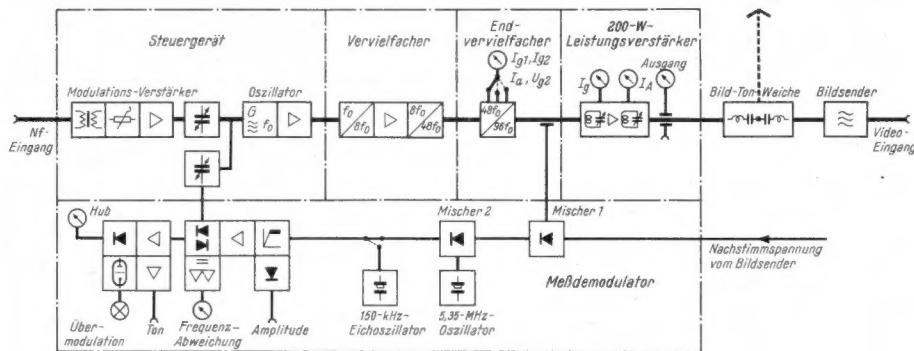 Steuergerät
Vervielfacher
End-
vervielfacher
200-W-
Leistungsverstärker
Modulations-Verstärker
Oszillator
Ig1, Ig2
Ia, Ug2
Ausgang
Ig
IA
Bild-Ton-Weiche
Bildsender
G
f0
f0
8f0
8f0
48f0
48f0
96f0
Nf-
Eingang
Video-
Eingang
Hub
Mischer 2
Mischer 1
Nachstimmspannung
vom Bildsender
Meßdemodulator
Über-
modulation
Ton
Frequenz-
Abweichung
Amplitude
150-kHz-
Eichoszillator
5,35-MHz-
Oszillator